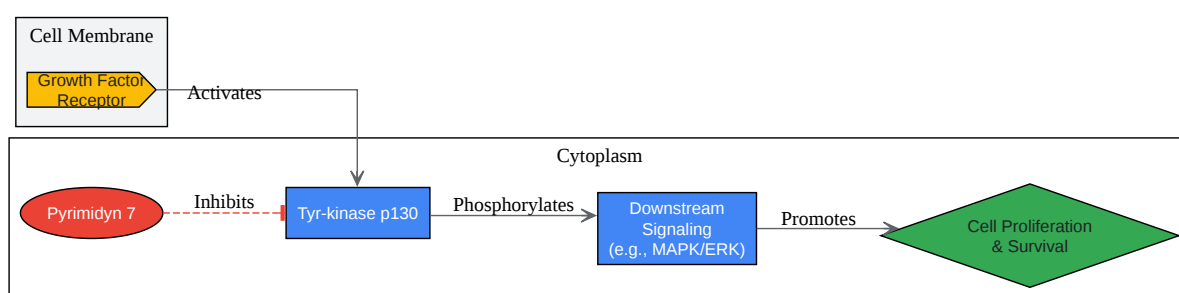 Cell Membrane
Growth Factor
Receptor
Activates
Cytoplasm
Pyrimidyn 7
Inhibits
Tyr-kinase p130
Phosphorylates
Downstream
Signaling
(e.g., MAPK/ERK)
Promotes
Cell Proliferation
& Survival